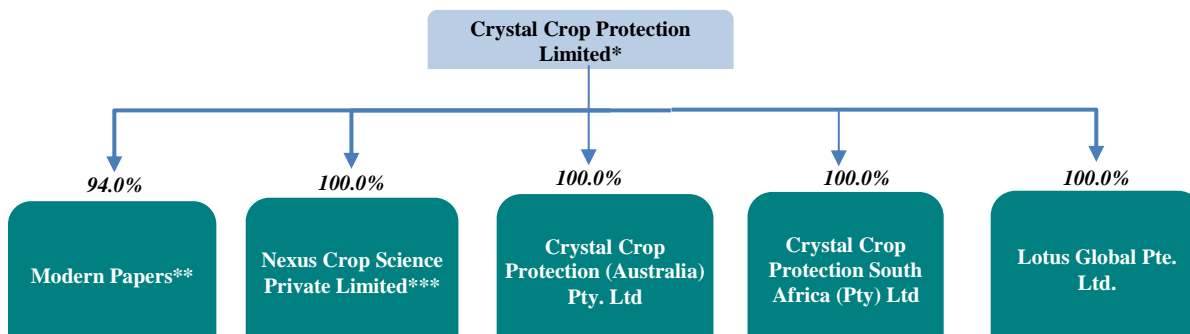 Crystal Crop Protection
Limited*
94.0%
100.0%
100.0%
100.0%
100.0%
Modern Papers**
Nexus Crop Science
Private Limited***
Crystal Crop
Protection (Australia)
Pty. Ltd
Crystal Crop
Protection South
Africa (Pty) Ltd
Lotus Global Pte.
Ltd.